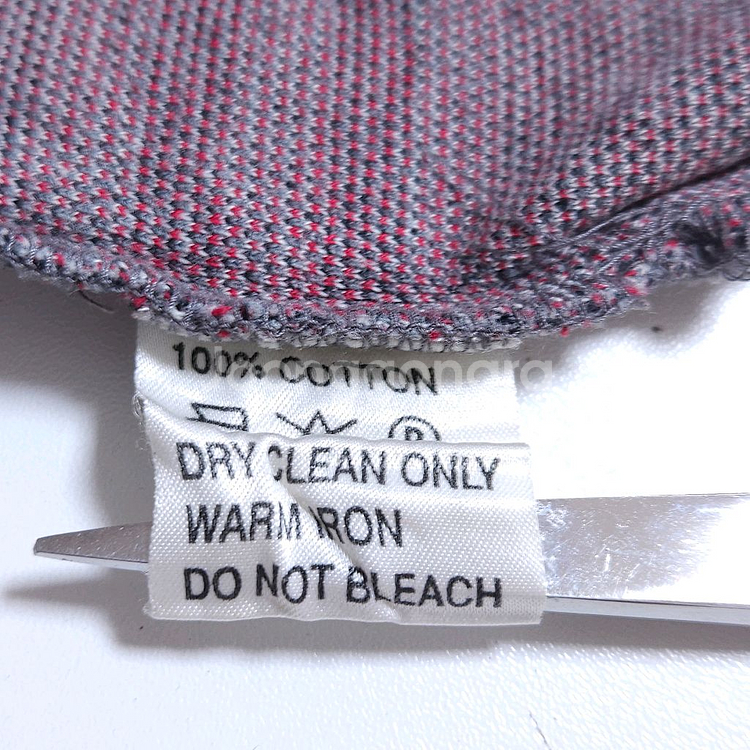 100% COTTON
P
DRY CLEAN ONLY
WARM IRON
DO NOT BLEACH